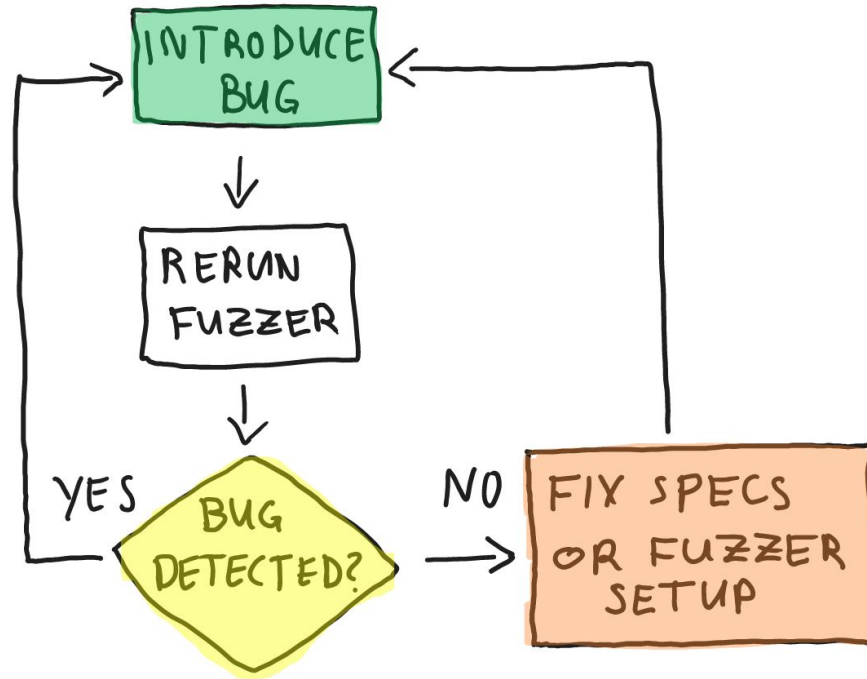 INTRODUCE
BUG
RERUN
FUZZER
YES
BUG
DETECTED?
NO
FIX SPECS
OR FUZZER
SETUP